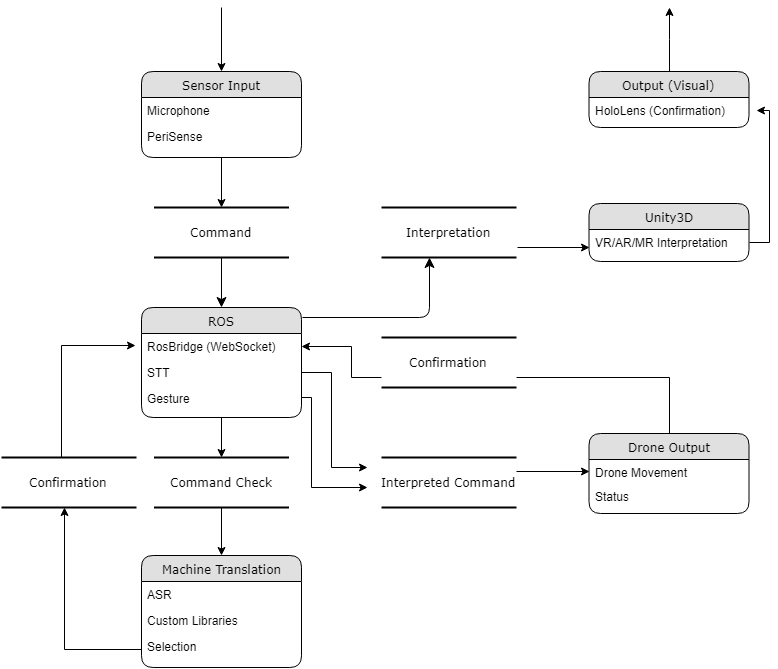 Sensor Input
Microphone
PeriSense
Output (Visual)
HoloLens (Confirmation)
Command
Interpretation
Unity3D
VR/AR/MR Interpretation
ROS
RosBridge (WebSocket)
STT
Gesture
Confirmation
Drone Output
Drone Movement
Status
Confirmation
Command Check
Interpreted Command
Machine Translation
ASR
Custom Libraries
Selection